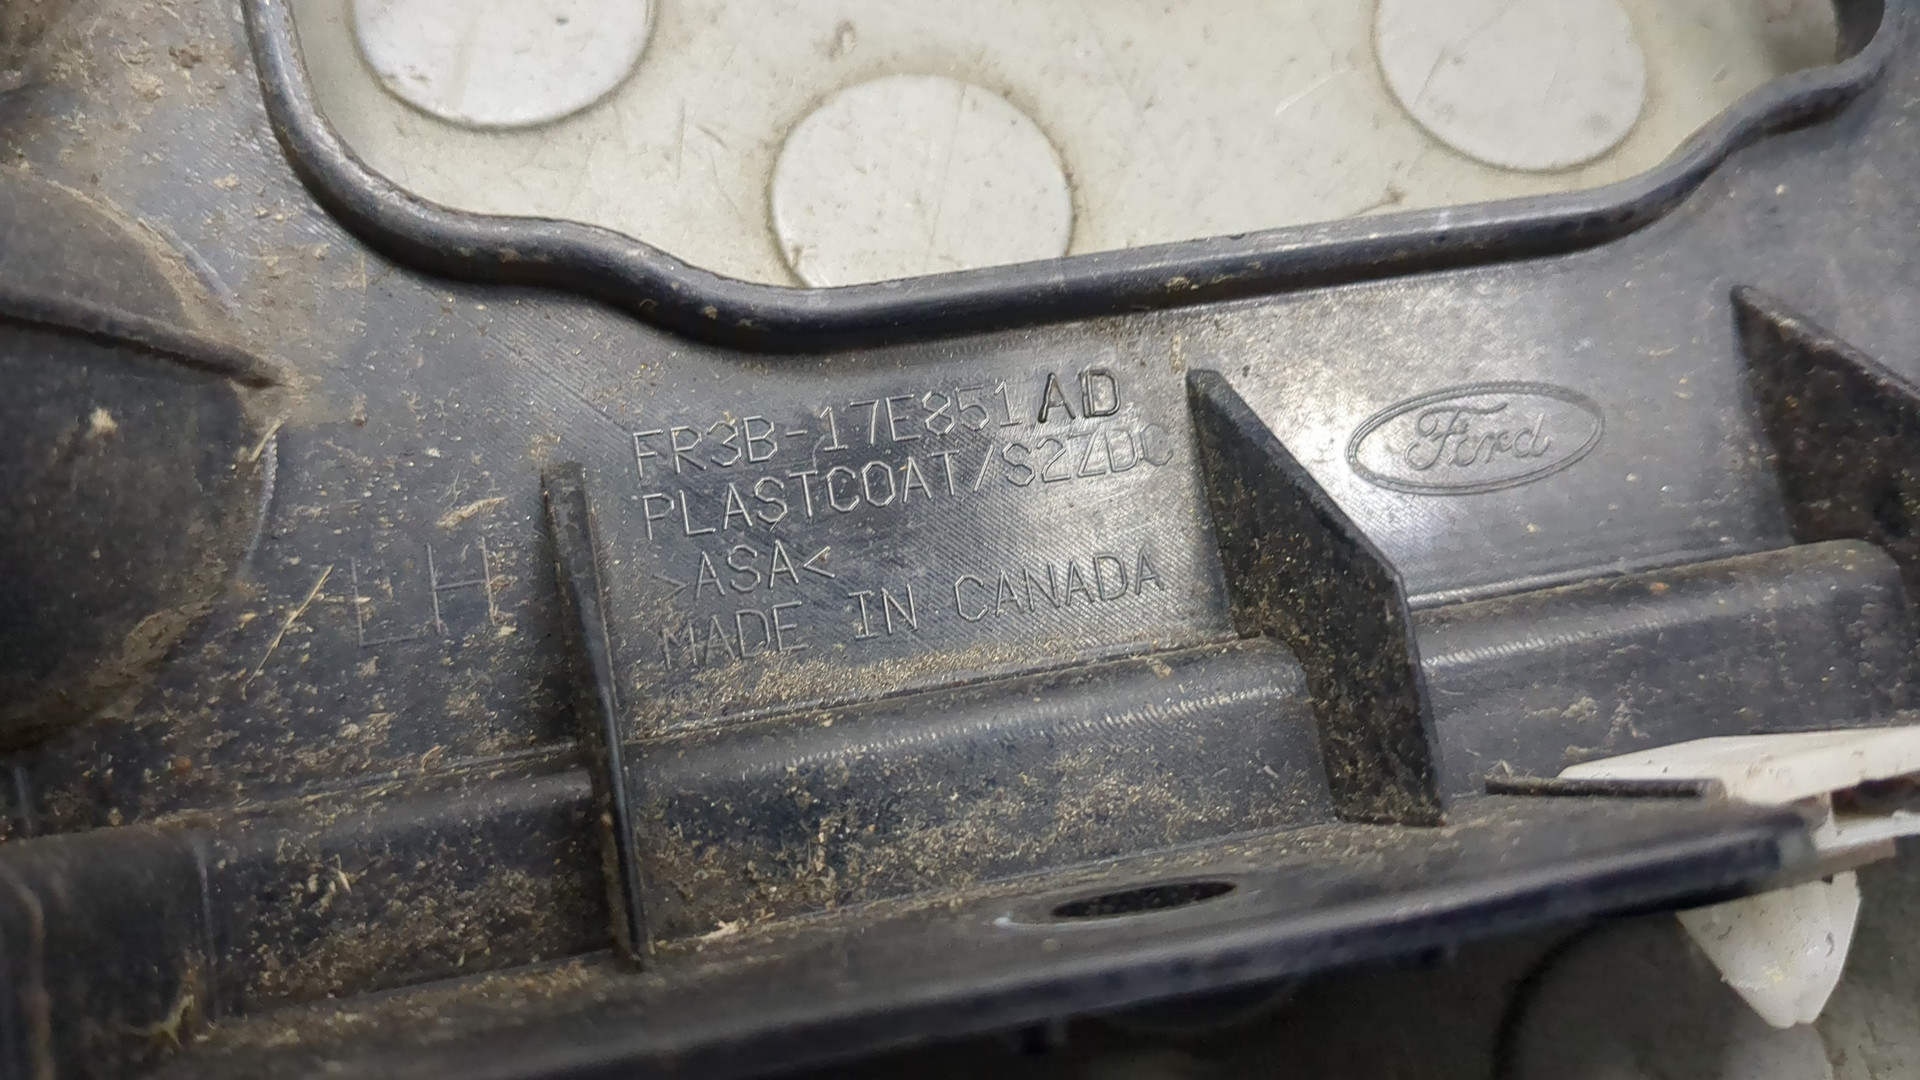 FR3B-17E851AD
PLASTCOAT/S2ZDC
>ASA<
MADE IN CANADA
LH
Ford